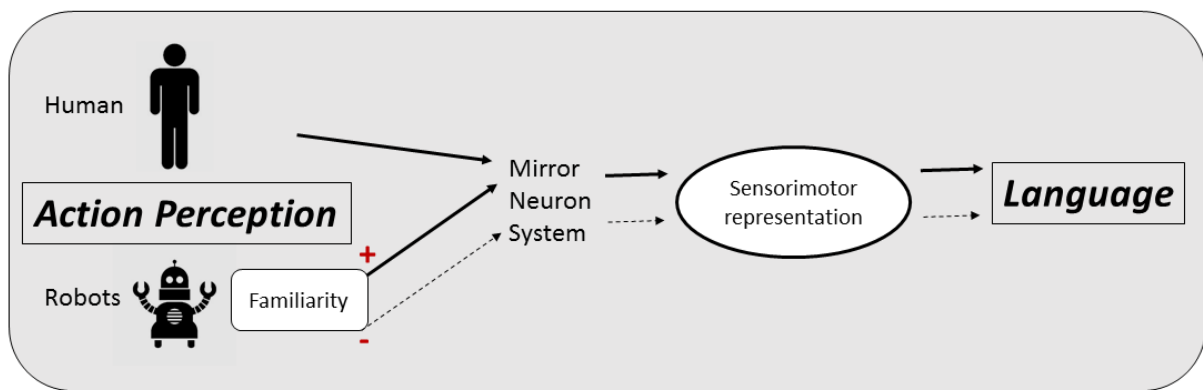 Human
Action Perception
Robots
Familiarity
+
-
Mirror
Neuron
System
Sensorimotor
representation
Language